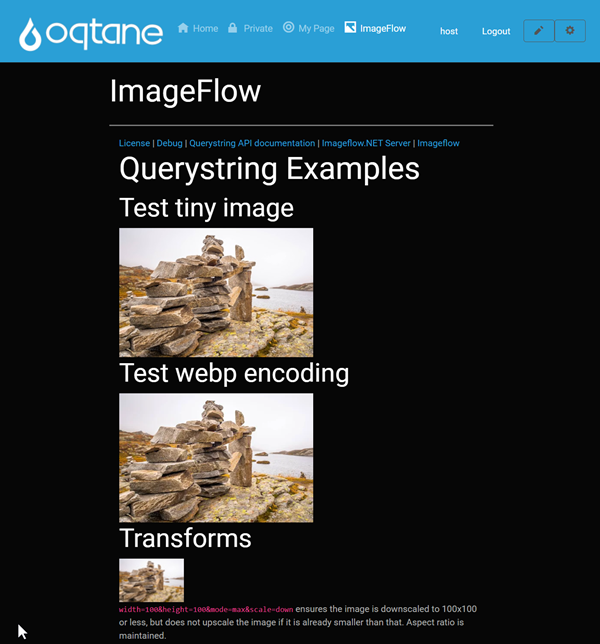 oqtane Home Private My Page ImageFlow host Logout
ImageFlow
License | Debug | Querystring API documentation | Imageflow.NET Server | Imageflow
Querystring Examples
Test tiny image
Test webp encoding
Transforms
width=100&height=100&mode=max&scale=down ensures the image is downscaled to 100x100
or less, but does not upscale the image if it is already smaller than that. Aspect ratio is
maintained.